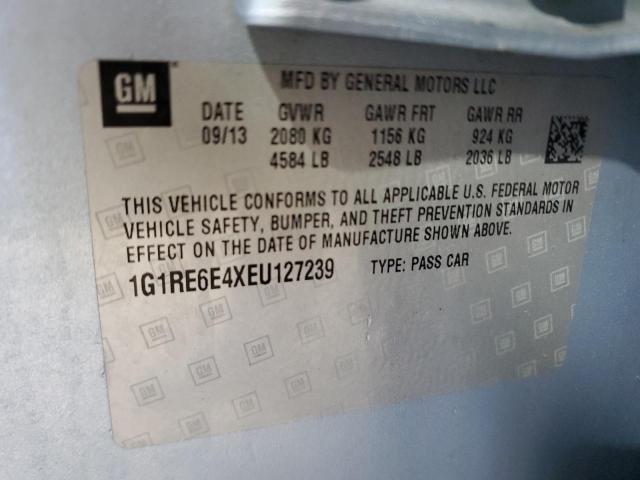 GM
MFD BY GENERAL MOTORS LLC
DATE GVWR GAWR FRT GAWR RR
09/13 2080 KG 1156 KG 924 KG
4584 LB 2548 LB 2036 LB
THIS VEHICLE CONFORMS TO ALL APPLICABLE U.S. FEDERAL MOTOR
VEHICLE SAFETY, BUMPER, AND THEFT PREVENTION STANDARDS IN
EFFECT ON THE DATE OF MANUFACTURE SHOWN ABOVE.
1G1RE6E4XEU127239 TYPE: PASS CAR